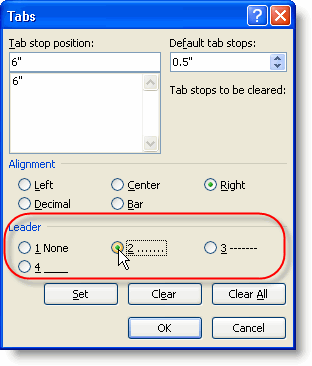 Tabs
Tab stop position:
Default tab stops:
6"
0.5"
6"
Tab stops to be cleared:
Alignment
Left
Center
Right
Decimal
Bar
Leader
1 None
2 .......
3 -------
4 ____
Set
Clear
Clear All
OK
Cancel